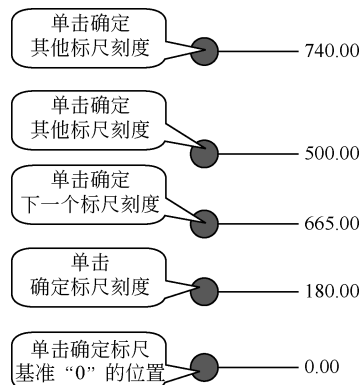 单击确定
其他标尺刻度
740.00
单击确定
其他标尺刻度
500.00
单击确定
下一个标尺刻度
665.00
单击
确定标尺刻度
180.00
单击确定标尺
基准“0”的位置
0.00